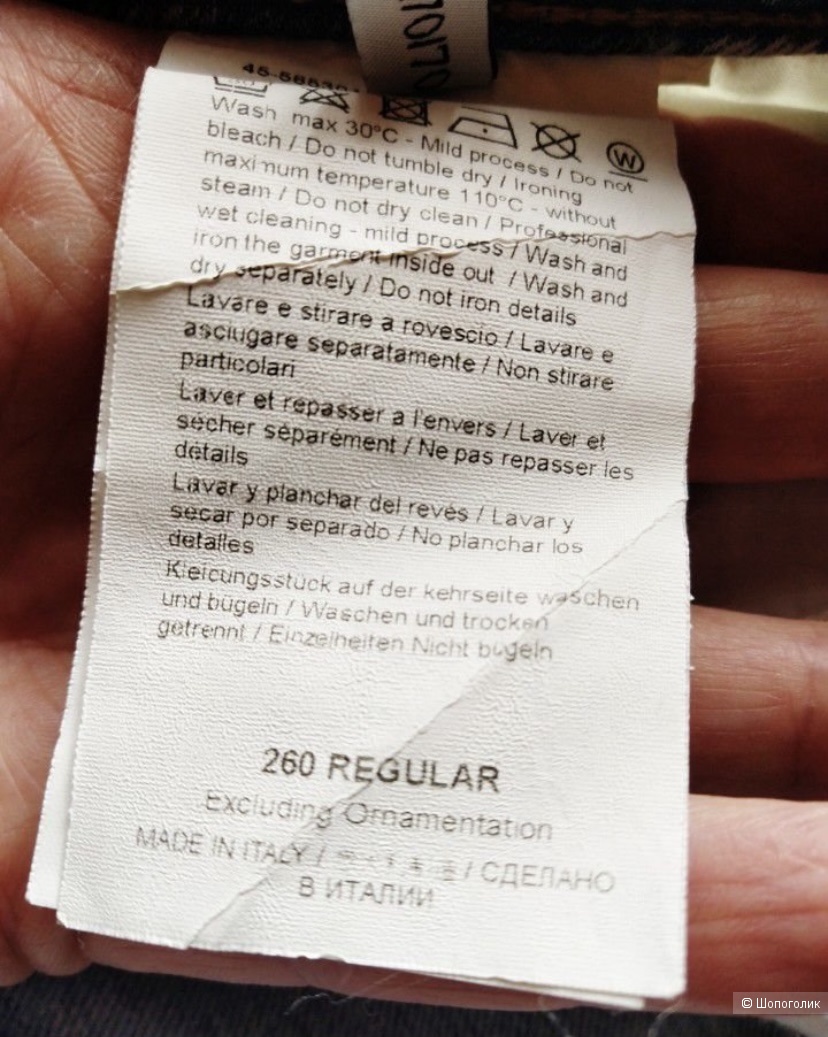 Wash max 30°C - Mild process / Do not
bleach / Do not tumble dry / Ironing
maximum temperature 110°C - without
steam / Do not dry clean / Professional
wet cleaning - mild process / Wash and
iron the garment inside out / Wash and
dry separately / Do not iron details
Lavare e stirare a rovescio / Lavare e
asciugare separatamente / Non stirare
particolari
Laver et repasser a l'envers / Laver et
sécher séparément / Ne pas repasser les
détails
Lavar y planchar del revés / Lavar y
secar por separado / No planchar los
detalles
Kleicungsstück auf der kehrseite waschen
und bügeln / Waschen und trocken
getrennt / Einzelheiten Nicht bügeln
260 REGULAR
Excluding Ornamentation
MADE IN ITALY / / СДЕЛАНО
В ИТАЛИИ
W
© Шопоголик